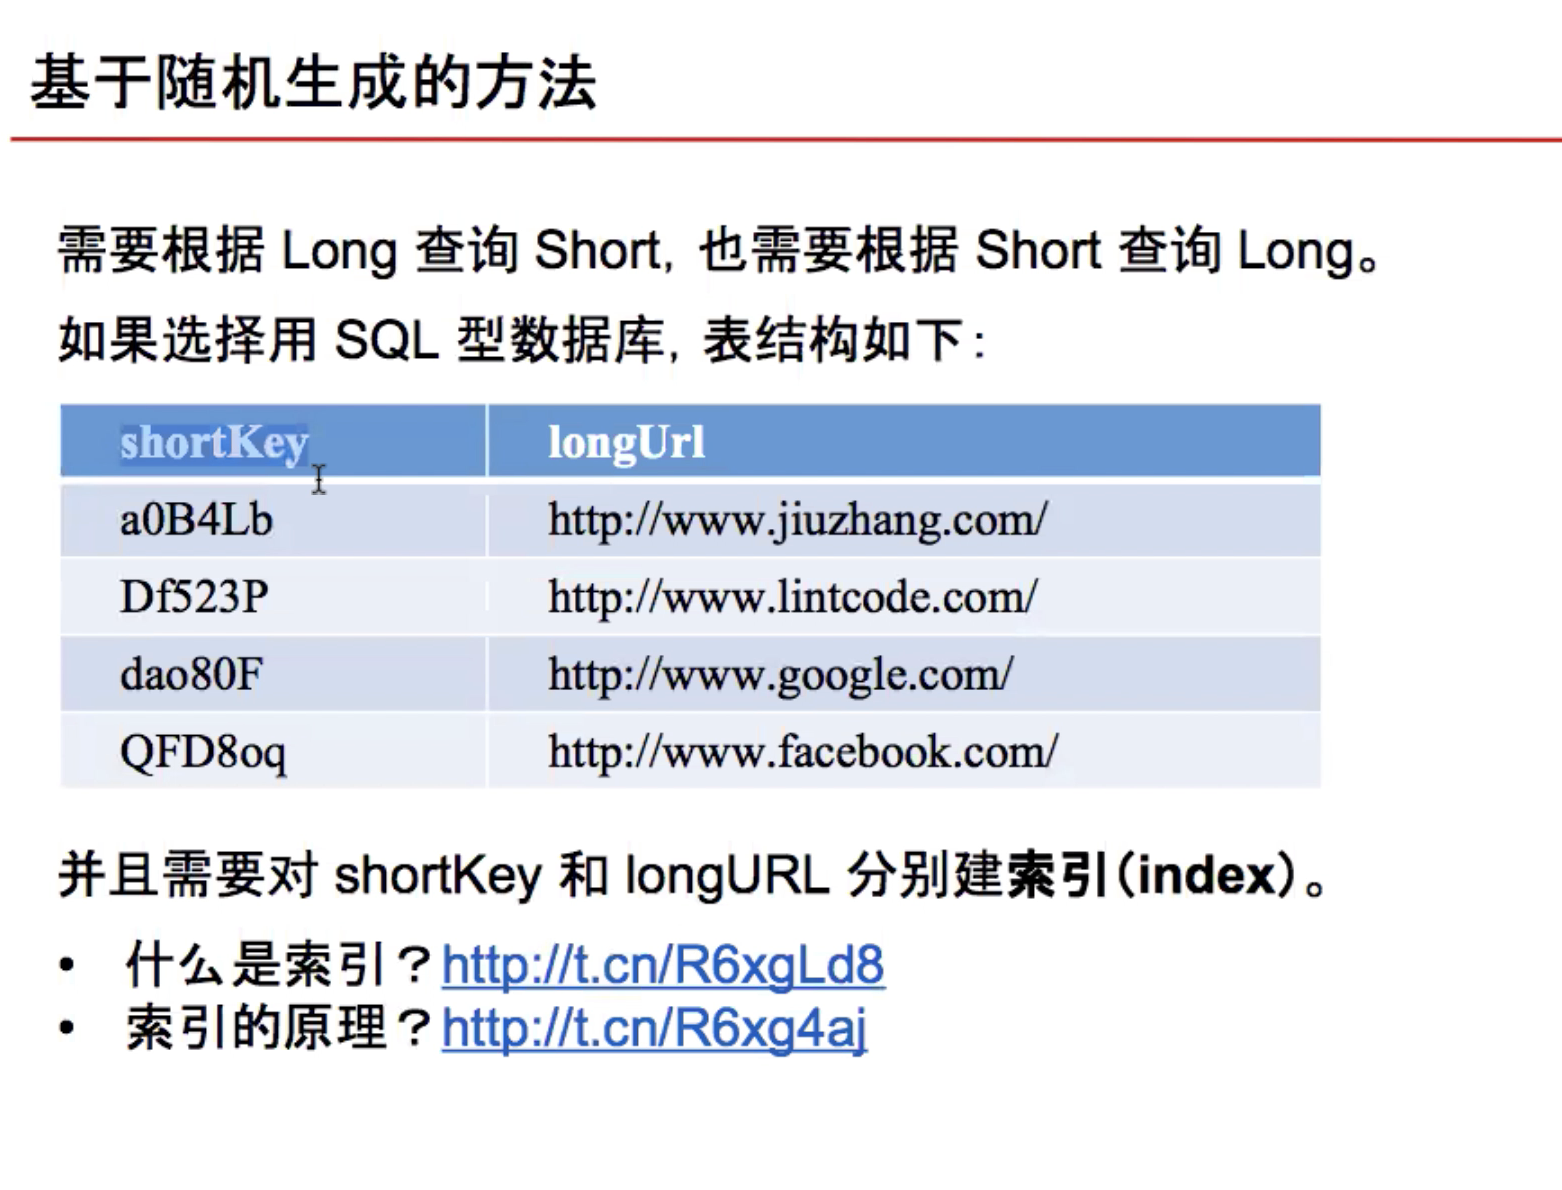 基于随机生成的方法
需要根据 Long 查询 Short, 也需要根据 Short 查询 Long。
如果选择用 SQL 型数据库, 表结构如下:
shortKey longUrl
a0B4Lb http://www.jiuzhang.com/
Df523P http://www.lintcode.com/
dao80F http://www.google.com/
QFD8oq http://www.facebook.com/
并且需要对 shortKey 和 longURL 分别建索引(index)。
• 什么是索引？http://t.cn/R6xgLd8
• 索引的原理？http://t.cn/R6xg4aj